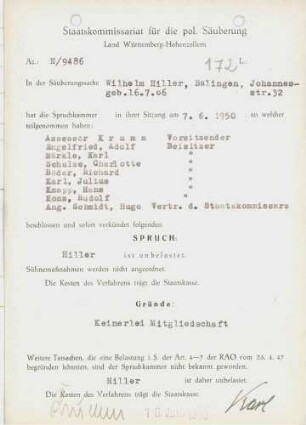 Staatskommissariat für die pol. Säuberung
Land Württemberg-Hohenzollern
Az.: N/9486 172 L
In der Säuberungssache Wilhelm Hiller, Balingen, Johannes-
geb.16.7.06 str.32
hat die Spruchkammer in ihrer Sitzung am 7.6.1950 an welcher
teilgenommen haben:
Assessor Kramm Vorsitzender
Engelfried, Adolf Beisitzer
Märkle, Karl "
Schulze, Charlotte "
Bäder, Richard "
Karl, Julius "
Knapp, Hans "
Konz, Rudolf "
Ang. Schmidt, Hugo Vertr. d. Staatskommissars
beschlossen und sofort verkündet folgenden
SPRUCH:
Hiller ist unbelastet.
Sühnemaßnahmen werden nicht angeordnet.
Die Kosten des Verfahrens trägt die Staatskasse.
Gründe:
Keinerlei Mitgliedschaft
Weitere Tatsachen, die eine Belastung i.S. der Art. 4–7 der RAO vom 26.4.47
begründen könnten, sind der Spruchkammer nicht bekannt geworden.
Hiller ist daher unbelastet.
Die Kosten des Verfahrens trägt die Staatskasse.
Karl